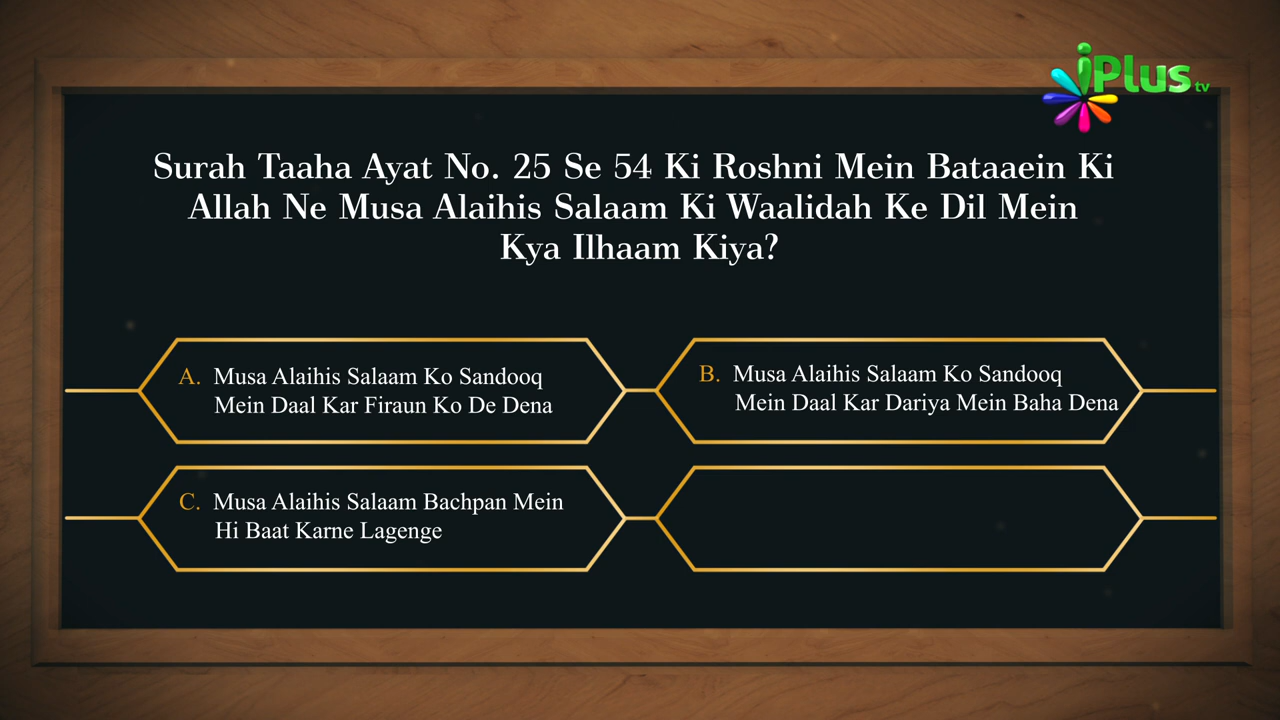 iPlus tv
Surah Taaha Ayat No. 25 Se 54 Ki Roshni Mein Bataaein Ki
Allah Ne Musa Alaihis Salaam Ki Waalidah Ke Dil Mein
Kya Ilhaam Kiya?
A. Musa Alaihis Salaam Ko Sandooq
Mein Daal Kar Firaun Ko De Dena
B. Musa Alaihis Salaam Ko Sandooq
Mein Daal Kar Dariya Mein Baha Dena
C. Musa Alaihis Salaam Bachpan Mein
Hi Baat Karne Lagenge